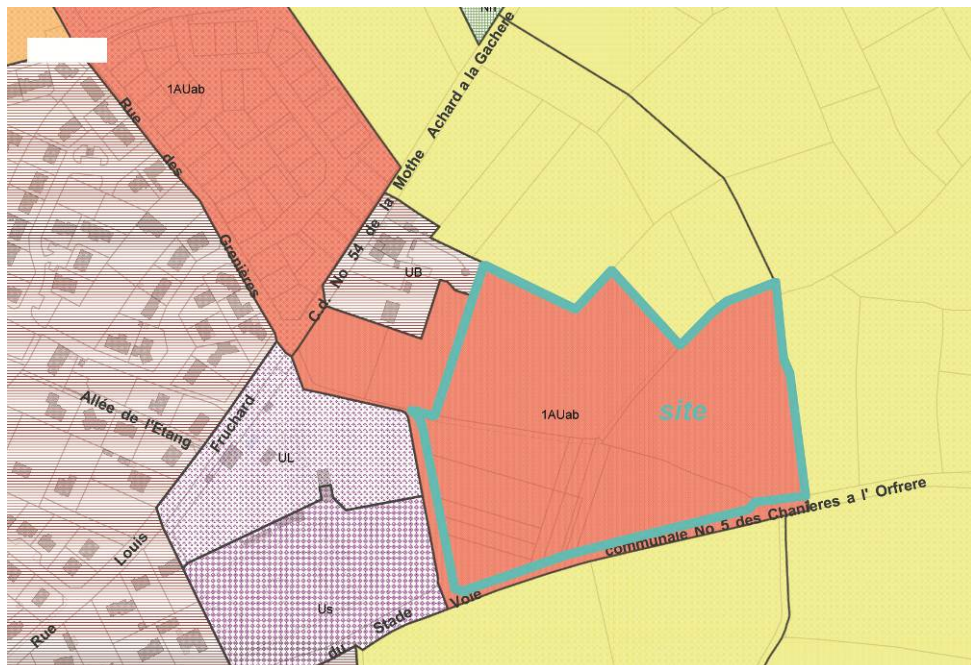 1AUab
Rue des Grenières
C.d. No 54 de la Mothe Achard a la Gachere
UB
1AUab
site
Allée de l'Etang
Rue Louis Fruchard
UL
Us
du Stade
Voie communale No 5 des Chanieres a l' Orfrere